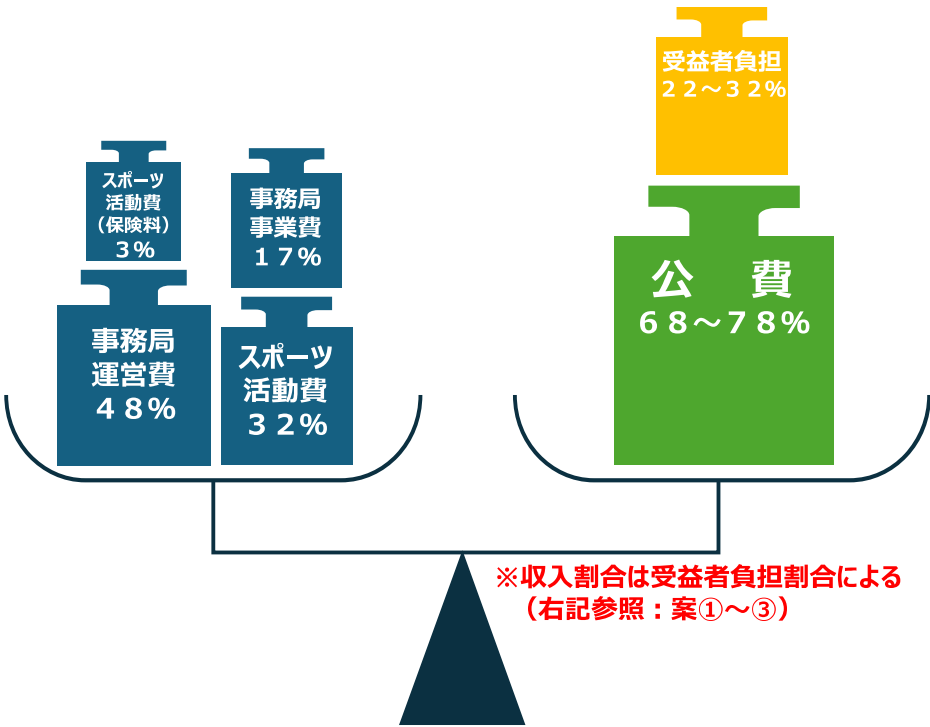 スポーツ
活動費
（保険料）
３％
事務局
事業費
１７％
事務局
運営費
４８％
スポーツ
活動費
３２％
受益者負担
２２～３２％
公　費
６８～７８％
※収入割合は受益者負担割合による
（右記参照：案①～③）